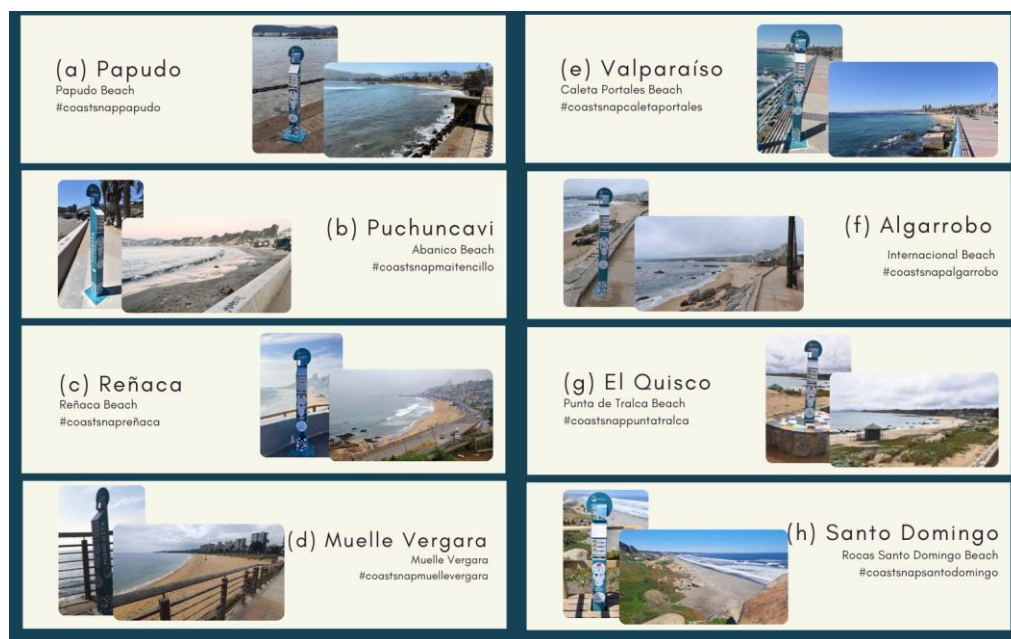 (a) Papudo
Papudo Beach
#coastsnappapudo
(b) Puchuncavi
Abanico Beach
#coastsnapmaitencillo
(c) Reñaca
Reñaca Beach
#coastsnapreñaca
(d) Muelle Vergara
Muelle Vergara
#coastsnapmuellevergara
(e) Valparaíso
Caleta Portales Beach
#coastsnapcaletaportales
(f) Algarrobo
Internacional Beach
#coastsnapalgarrobo
(g) El Quisco
Punta de Tralca Beach
#coastsnappuntatralca
(h) Santo Domingo
Rocas Santo Domingo Beach
#coastsnapsantodomingo